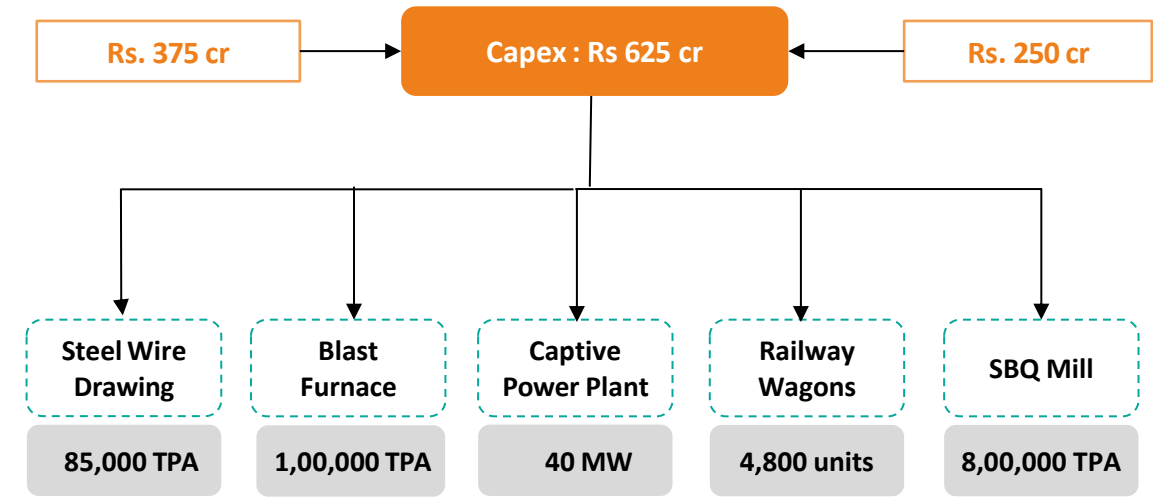 Rs. 375 cr
Capex : Rs 625 cr
Rs. 250 cr
Steel Wire
Drawing
Blast
Furnace
Captive
Power Plant
Railway
Wagons
SBQ Mill
85,000 TPA
1,00,000 TPA
40 MW
4,800 units
8,00,000 TPA